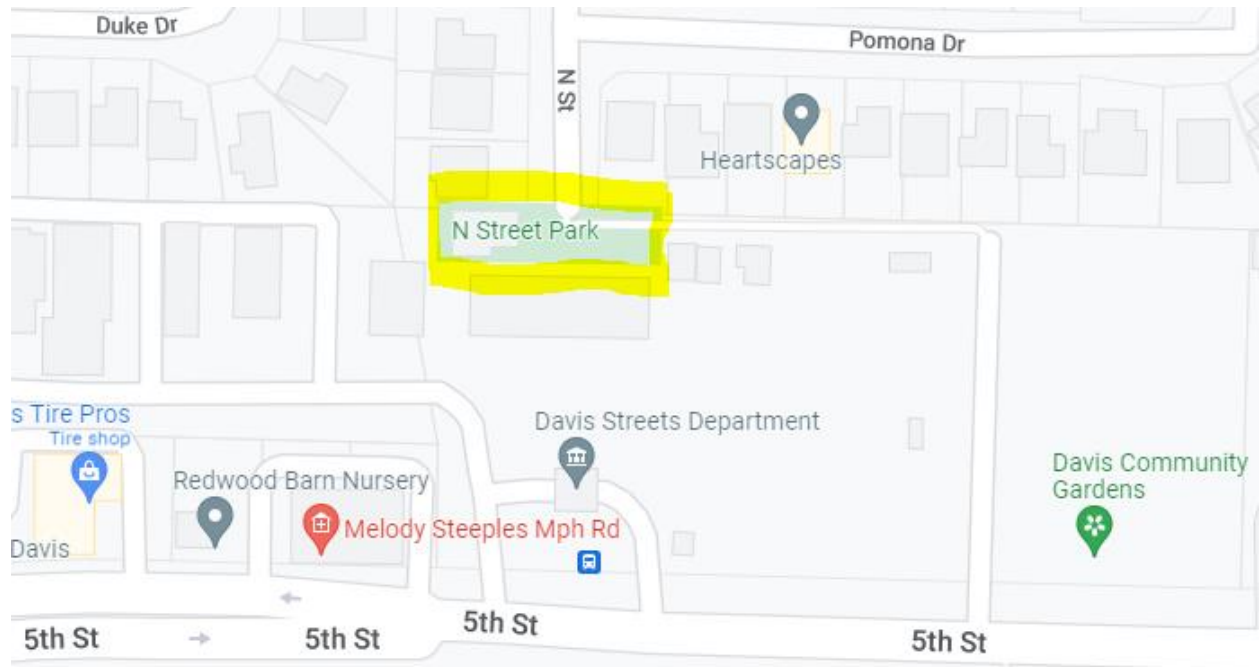 Duke Dr
Pomona Dr
N St
Heartscapes
N Street Park
s Tire Pros
Tire shop
Davis Streets Department
Redwood Barn Nursery
Davis Community
Gardens
Melody Steeples Mph Rd
Davis
5th St
5th St
5th St
5th St